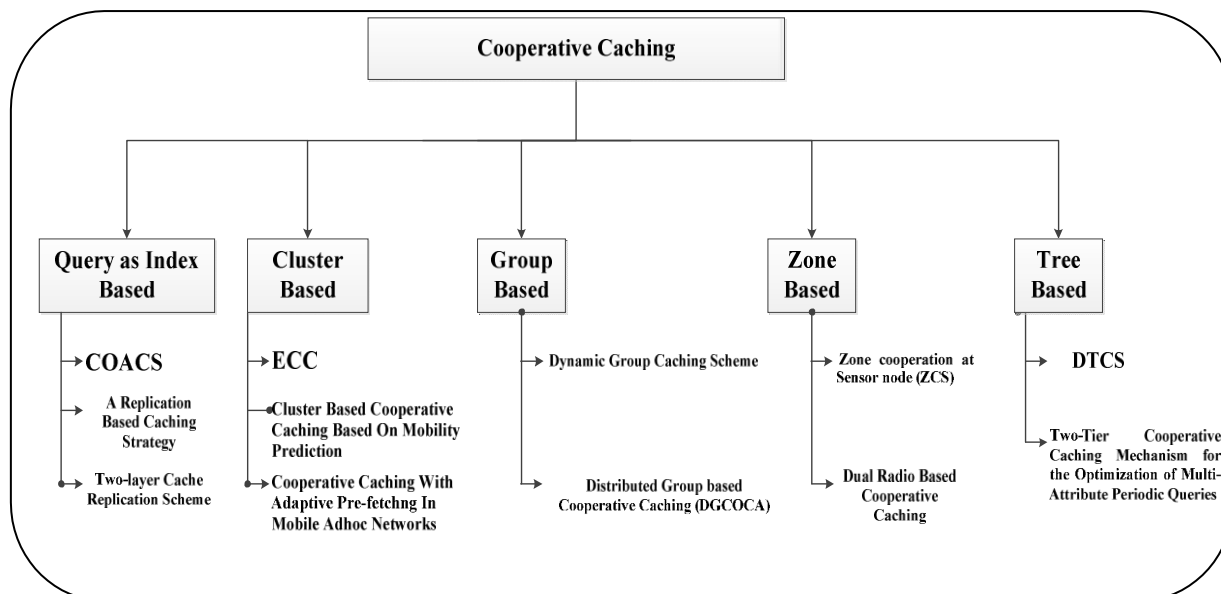 Cooperative Caching
Query as Index
Based
Cluster
Based
Group
Based
Zone
Based
Tree
Based
COACS
A Replication
Based Caching
Strategy
Two-layer Cache
Replication Scheme
ECC
Cluster Based Cooperative
Caching Based On Mobility
Prediction
Cooperative Caching With
Adaptive Pre-fetchng In
Mobile Adhoc Networks
Dynamic Group Caching Scheme
Distributed Group based
Cooperative Caching (DGCOCA)
Zone cooperation at
Sensor node (ZCS)
Dual Radio Based
Cooperative
Caching
DTCS
Two-Tier Cooperative
Caching Mechanism for
the Optimization of Multi-
Attribute Periodic Queries